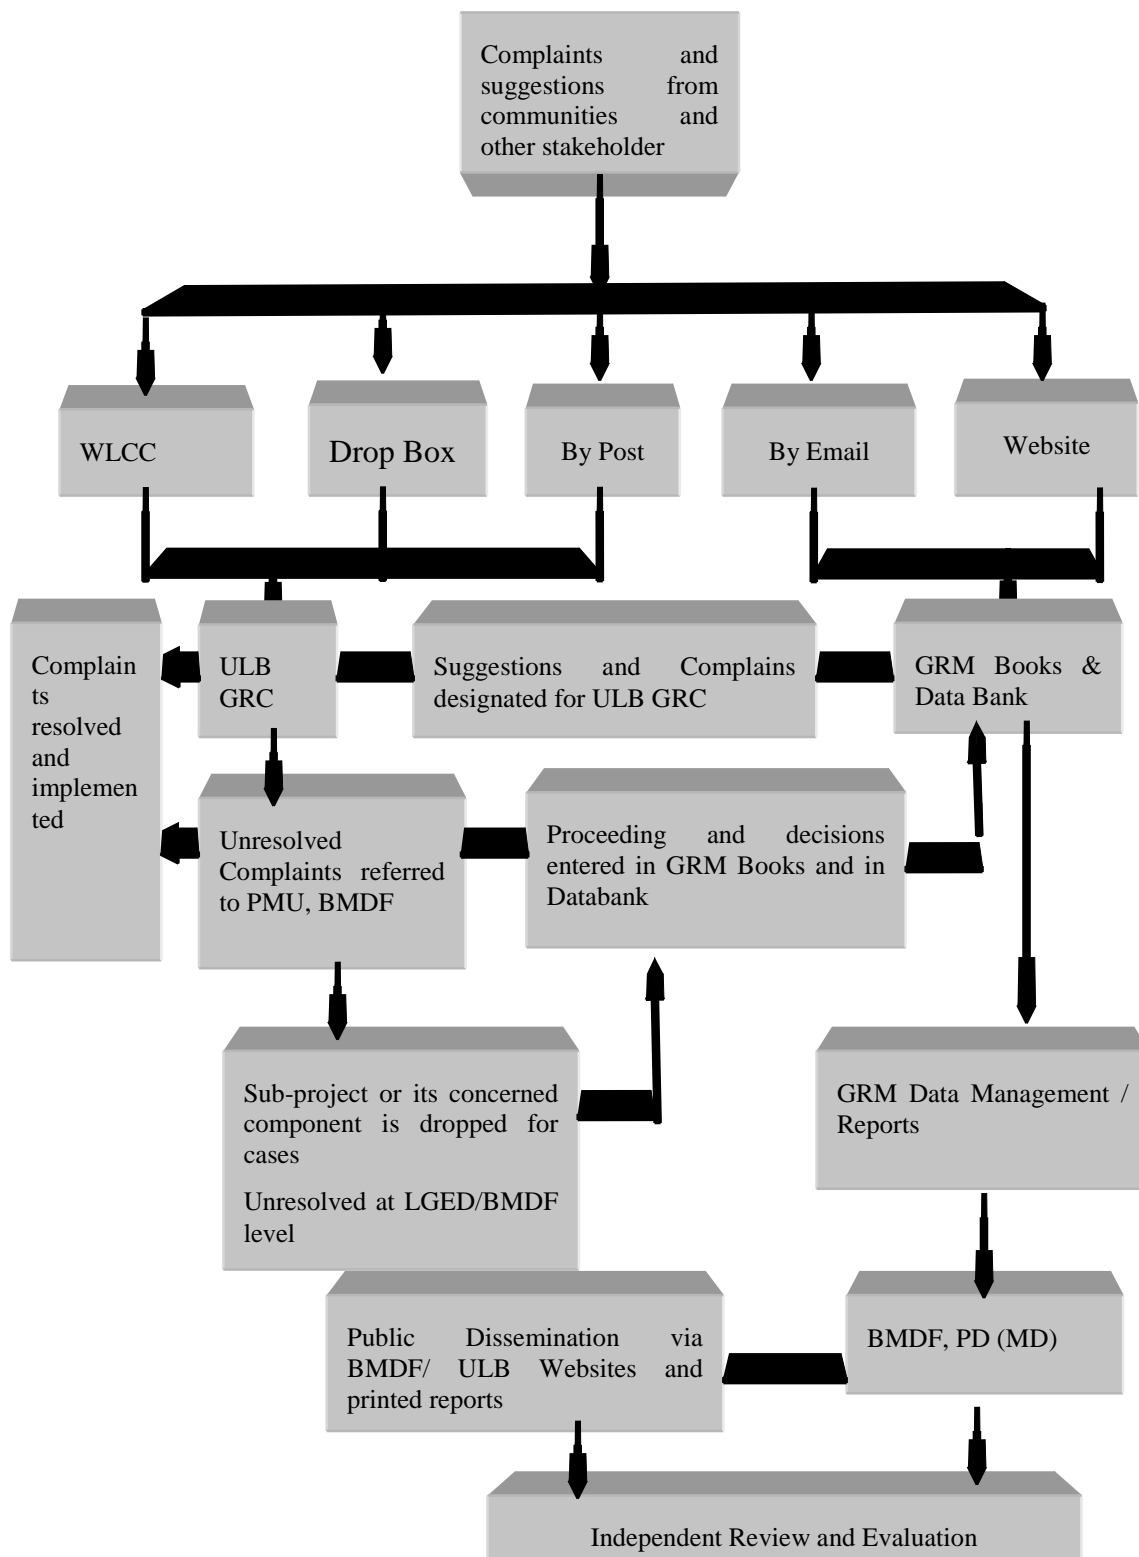 Complaints and
suggestions from
communities and
other stakeholder
WLCC
Drop Box
By Post
By Email
Website
Complain
ts
resolved
and
implemen
ted
ULB
GRC
Suggestions and Complains
designated for ULB GRC
GRM Books &
Data Bank
Unresolved
Complaints referred
to PMU, BMDF
Proceeding and decisions
entered in GRM Books and in
Databank
Sub-project or its concerned
component is dropped for
cases
Unresolved at LGED/BMDF
level
GRM Data Management /
Reports
Public Dissemination via
BMDF/ ULB Websites and
printed reports
BMDF, PD (MD)
Independent Review and Evaluation